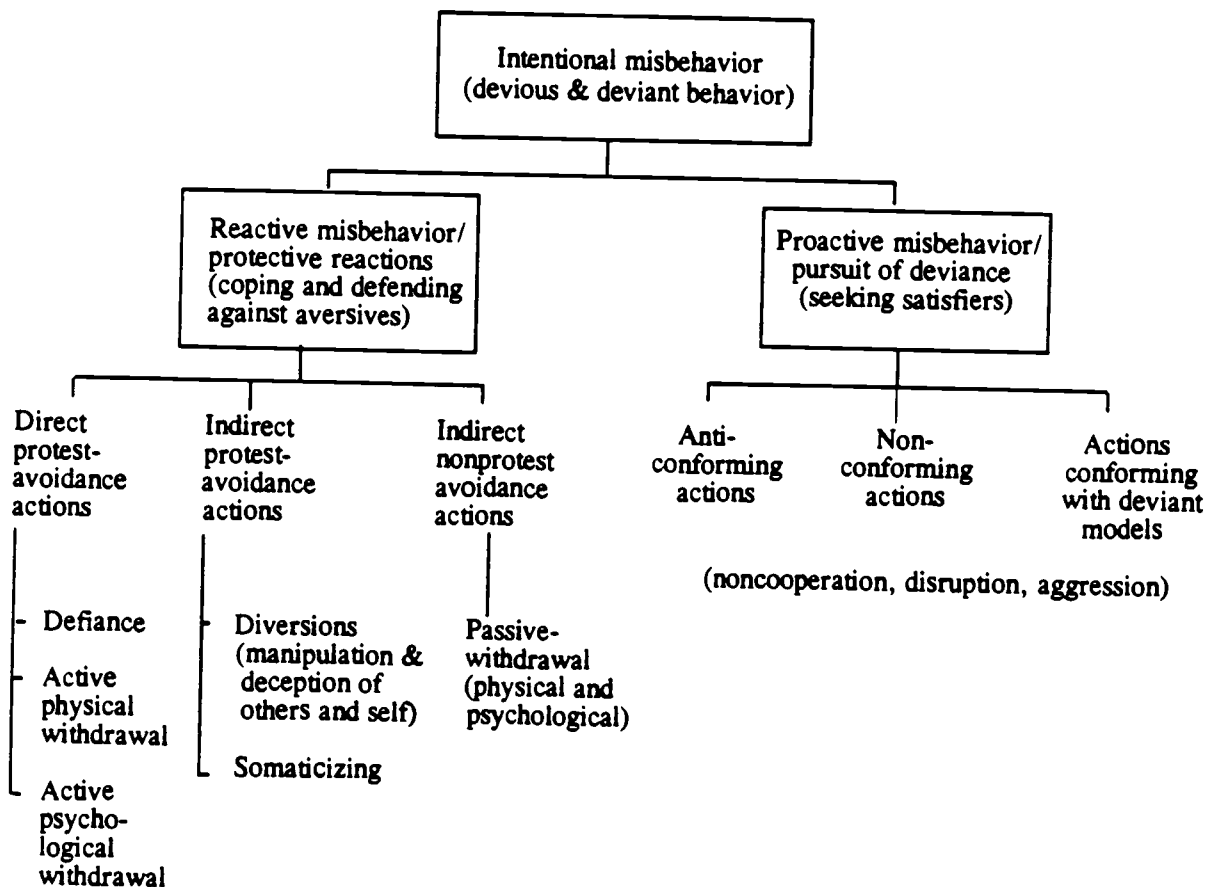 Intentional misbehavior
(devious & deviant behavior)
Reactive misbehavior/
protective reactions
(coping and defending
against aversives)
Proactive misbehavior/
pursuit of deviance
(seeking satisfiers)
Direct
protest-
avoidance
actions
Indirect
protest-
avoidance
actions
Indirect
nonprotest
avoidance
actions
Anti-
conforming
actions
Non-
conforming
actions
Actions
conforming
with deviant
models
(noncooperation, disruption, aggression)
Defiance
Active
physical
withdrawal
Active
psycho-
logical
withdrawal
Diversions
(manipulation &
deception of
others and self)
Somaticizing
Passive-
withdrawal
(physical and
psychological)